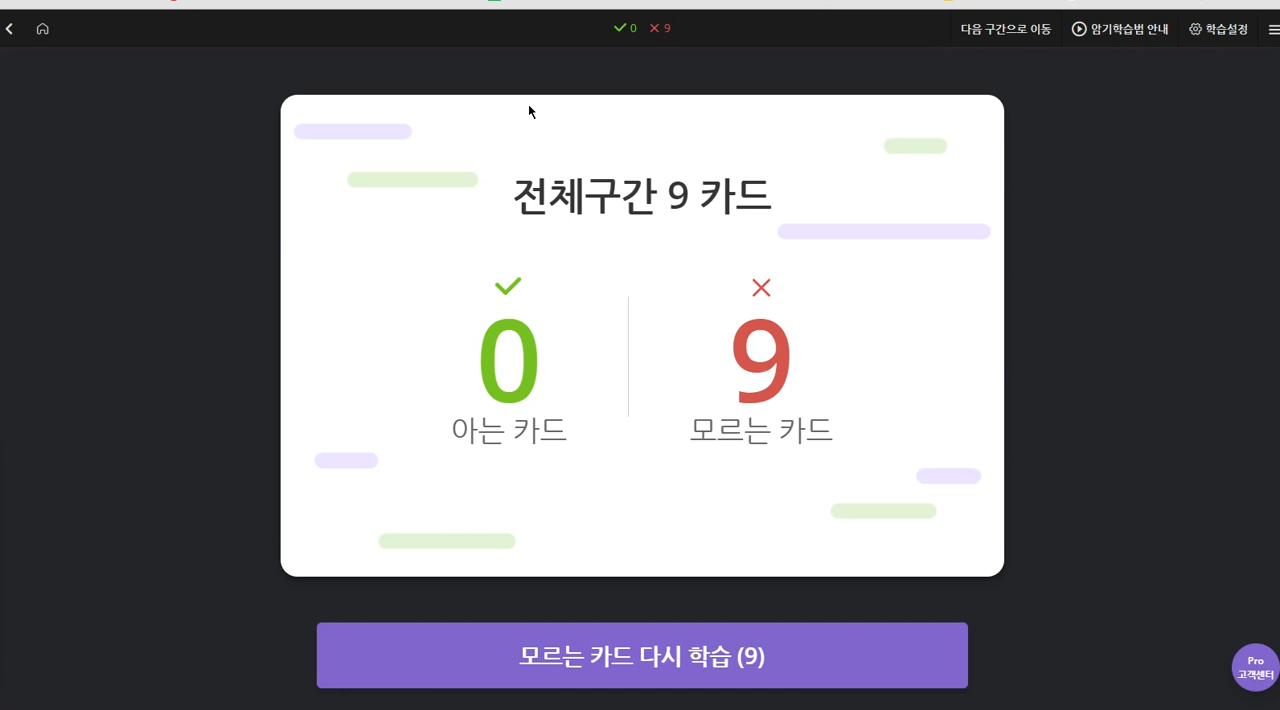 0 9 다음 구간으로 이동 암기학습법 안내 학습설정
전체구간 9 카드
0 9
아는 카드 모르는 카드
모르는 카드 다시 학습 (9)
Pro
고객센터